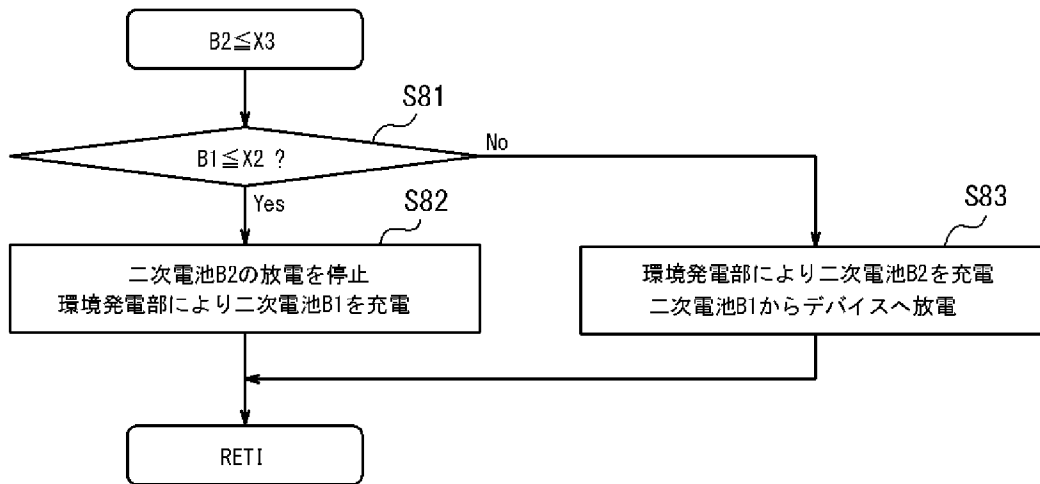 B2≦X3
S81
B1≦X2 ?
No
Yes
S82
S83
二次電池B2の放電を停止
環境発電部により二次電池B1を充電
環境発電部により二次電池B2を充電
二次電池B1からデバイスへ放電
RETI